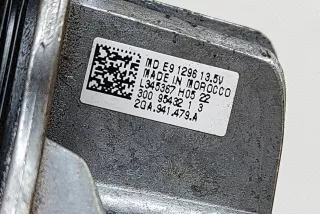 MD E9 1296 13.5V
MADE IN MOROCCO
L345367 H05 22
300 95432 1 3
2GA.941.479.A